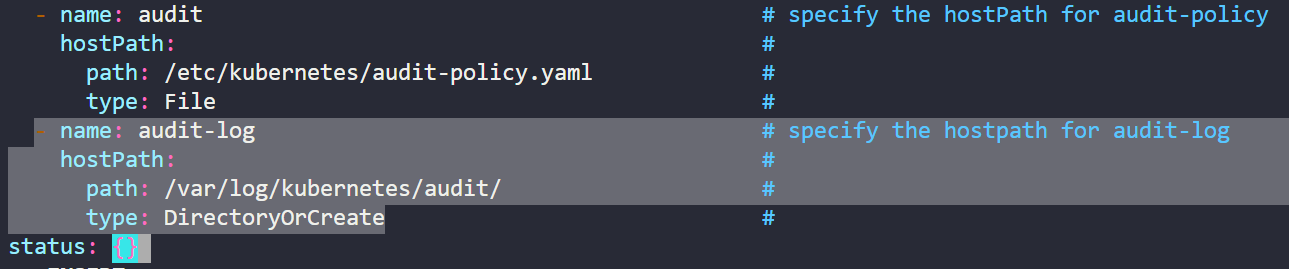 - name: audit                                           # specify the hostPath for audit-policy
    hostPath:                                             #
      path: /etc/kubernetes/audit-policy.yaml             #
      type: File                                          #
  - name: audit-log                                       # specify the hostpath for audit-log
    hostPath:                                             #
      path: /var/log/kubernetes/audit/                    #
      type: DirectoryOrCreate                             #
status: {}